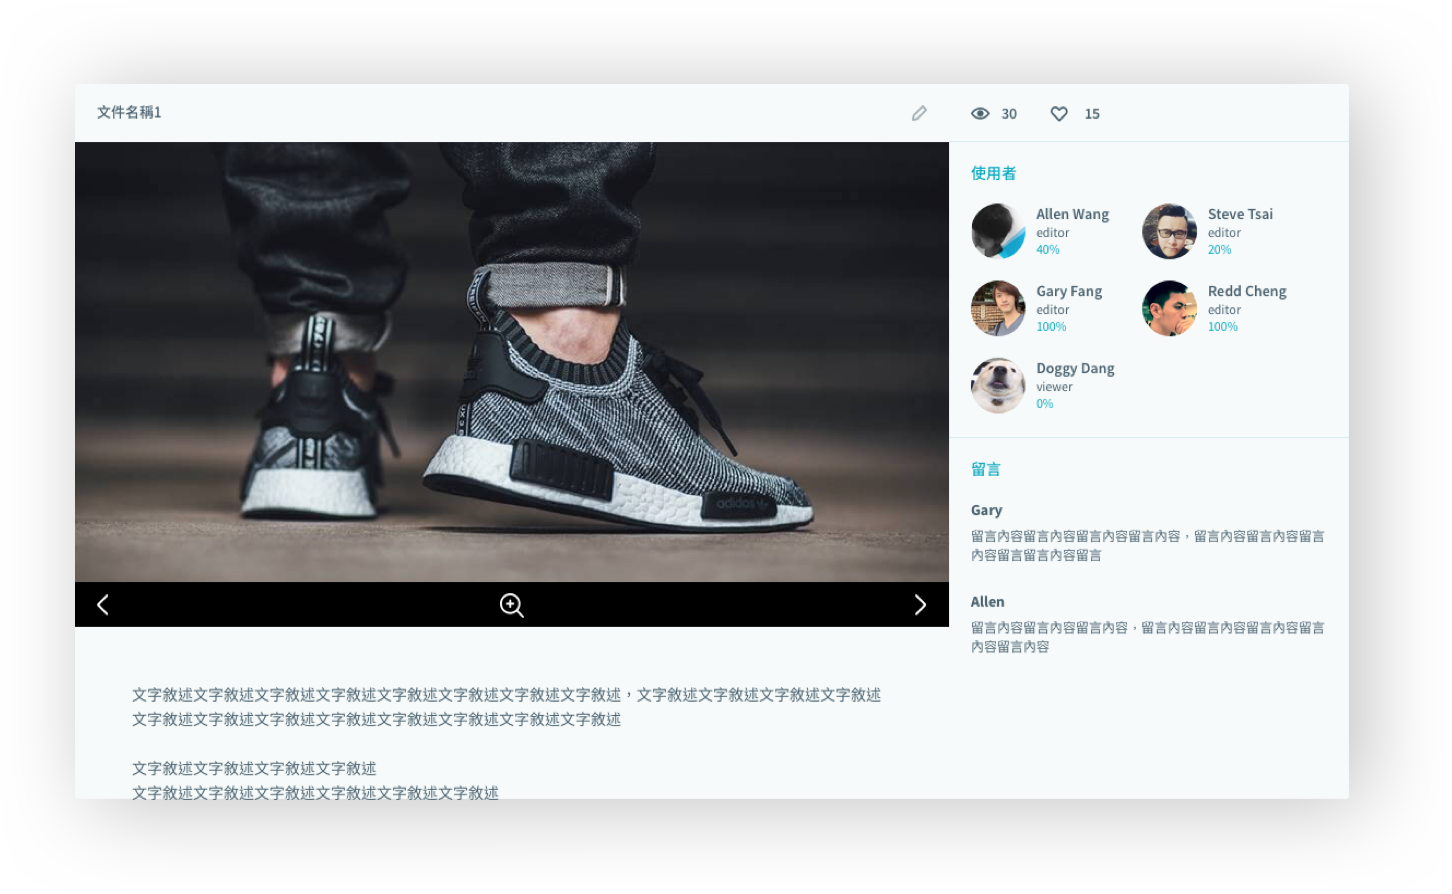 文件名稱1
30
15
adidas
使用者
Allen Wang
editor
40%
Steve Tsai
editor
20%
Gary Fang
editor
100%
Redd Cheng
editor
100%
Doggy Dang
viewer
0%
留言
Gary
留言內容留言內容留言內容留言內容，留言內容留言內容留言
內容留言留言內容留言
Allen
留言內容留言內容留言內容，留言內容留言內容留言內容留言
內容留言內容
文字敘述文字敘述文字敘述文字敘述文字敘述文字敘述文字敘述文字敘述，文字敘述文字敘述文字敘述文字敘述
文字敘述文字敘述文字敘述文字敘述文字敘述文字敘述文字敘述文字敘述
文字敘述文字敘述文字敘述文字敘述
文字敘述文字敘述文字敘述文字敘述文字敘述文字敘述